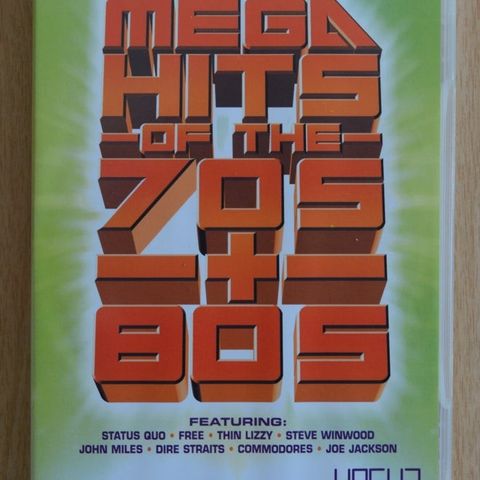 MEGA
HITS
OF THE
70S
+
80S
FEATURING:
STATUS QUO • FREE • THIN LIZZY • STEVE WINWOOD
JOHN MILES • DIRE STRAITS • COMMODORES • JOE JACKSON